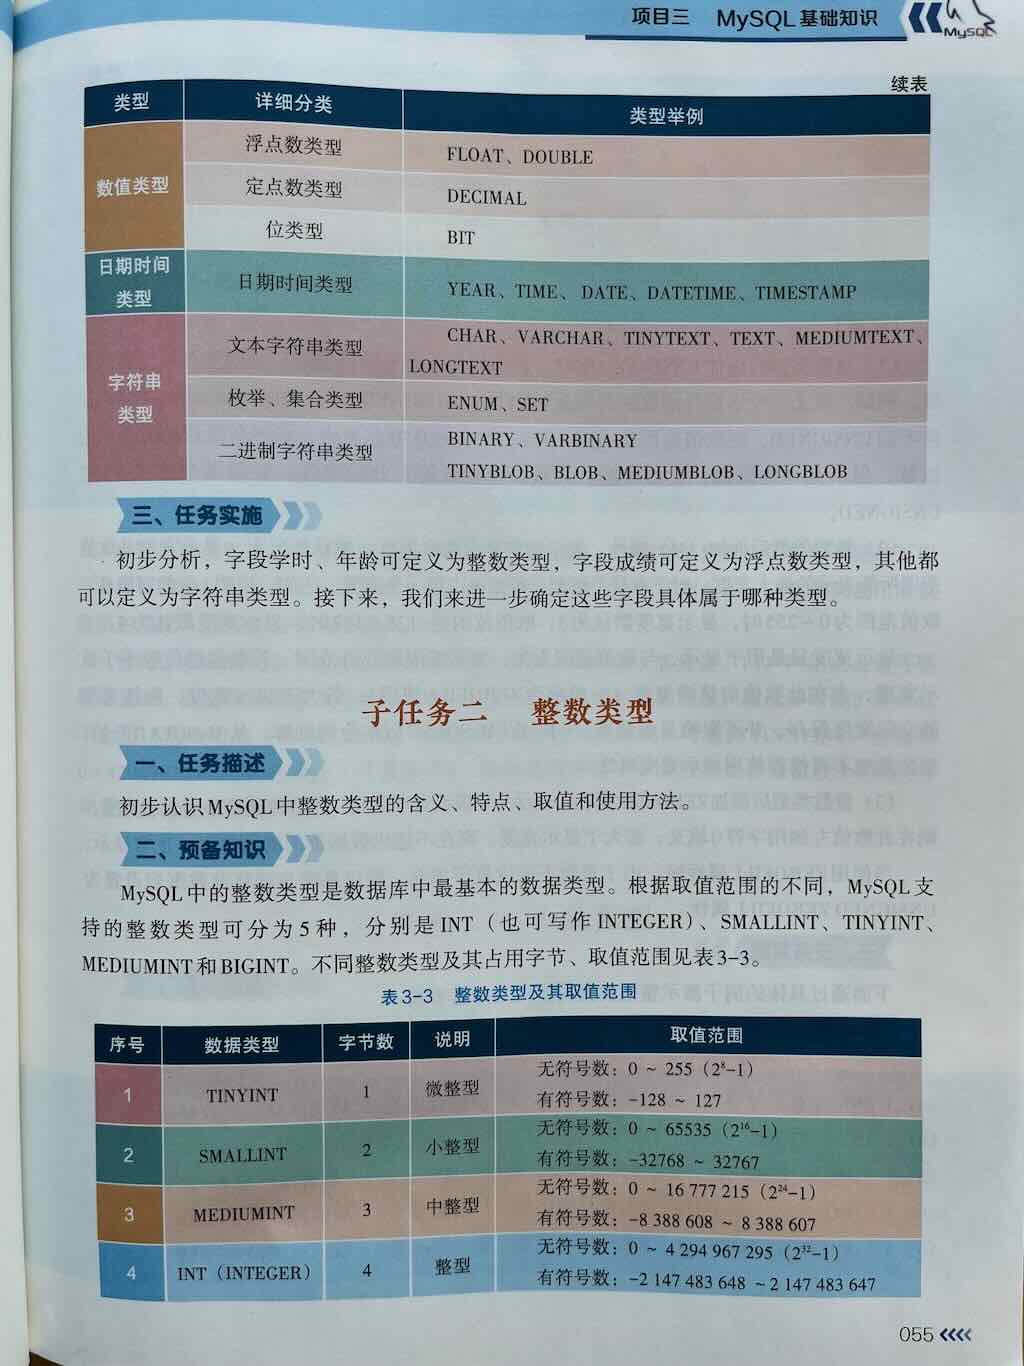 项目三 MySQL基础知识
MySQL
续表
类型 详细分类 类型举例
数值类型
浮点数类型 FLOAT、DOUBLE
定点数类型 DECIMAL
位类型 BIT
日期时间
类型
日期时间类型 YEAR、TIME、DATE、DATETIME、TIMESTAMP
字符串
类型
文本字符串类型 CHAR、VARCHAR、TINYTEXT、TEXT、MEDIUMTEXT、
LONGTEXT
枚举、集合类型 ENUM、SET
二进制字符串类型 BINARY、VARBINARY
TINYBLOB、BLOB、MEDIUMBLOB、LONGBLOB
三、任务实施
初步分析，字段学时、年龄可定义为整数类型，字段成绩可定义为浮点数类型，其他都
可以定义为字符串类型。接下来，我们来进一步确定这些字段具体属于哪种类型。
子任务二 整数类型
一、任务描述
初步认识MySQL中整数类型的含义、特点、取值和使用方法。
二、预备知识
MySQL中的整数类型是数据库中最基本的数据类型。根据取值范围的不同，MySQL支
持的整数类型可分为5种，分别是INT（也可写作INTEGER）、SMALLINT、TINYINT、
MEDIUMINT和BIGINT。不同整数类型及其占用字节、取值范围见表3-3。
表3-3 整数类型及其取值范围
序号 数据类型 字节数 说明 取值范围
1 TINYINT 1 微整型 无符号数：0 ~ 255（2⁸-1）
有符号数：-128 ~ 127
2 SMALLINT 2 小整型 无符号数：0 ~ 65535（2¹⁶-1）
有符号数：-32768 ~ 32767
3 MEDIUMINT 3 中整型 无符号数：0 ~ 16 777 215（2²⁴-1）
有符号数：-8 388 608 ~ 8 388 607
4 INT（INTEGER） 4 整型 无符号数：0 ~ 4 294 967 295（2³²-1）
有符号数：-2 147 483 648 ~2 147 483 647
055